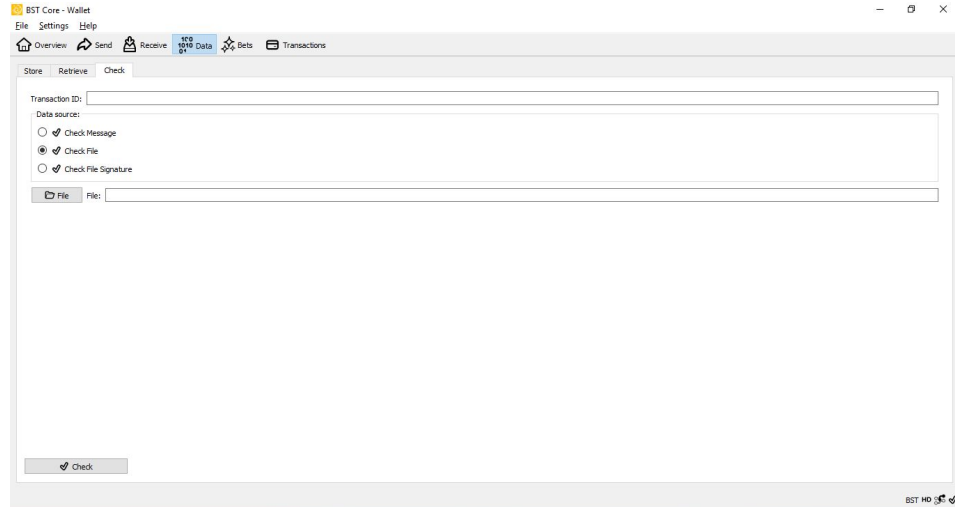 BST Core - Wallet
File Settings Help
Overview Send Receive Data Bets Transactions
Store Retrieve Check
Transaction ID:
Data source:
Check Message
Check File
Check File Signature
File File:
Check
BST HD